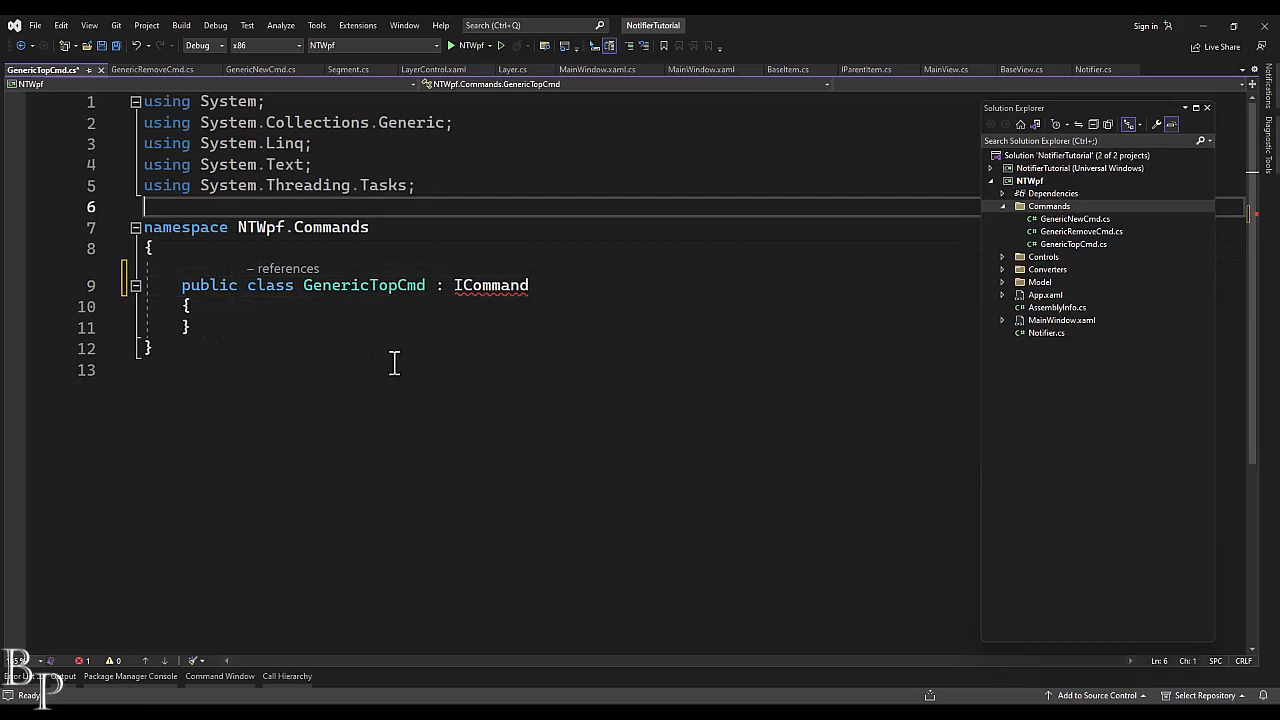 File Edit View Git Project Build Debug Test Analyze Tools Extensions Window Help Search (Ctrl+Q) NotifierTutorial Sign in
Debug x86 NTWpf NTWpf Live Share
GenericTopCmd.cs* GenericRemoveCmd.cs GenericNewCmd.cs Segment.cs LayerControl.xaml Layer.cs MainWindow.xaml.cs MainWindow.xaml BaseItem.cs IParentItem.cs MainView.cs BaseView.cs Notifier.cs
NTWpf NTWpf.Commands.GenericTopCmd
1 using System;
2 using System.Collections.Generic;
3 using System.Linq;
4 using System.Text;
5 using System.Threading.Tasks;
6
7 namespace NTWpf.Commands
8 {
– references
9 public class GenericTopCmd : ICommand
10 {
11 }
12 }
13
Solution Explorer
Search Solution Explorer (Ctrl+;)
Solution 'NotifierTutorial' (2 of 2 projects)
NotifierTutorial (Universal Windows)
NTWpf
Dependencies
Commands
GenericNewCmd.cs
GenericRemoveCmd.cs
GenericTopCmd.cs
Controls
Converters
Model
App.xaml
AssemblyInfo.cs
MainWindow.xaml
Notifier.cs
Notifications
Diagnostic Tools
1 0 Ln: 6 Ch: 1 SPC CRLF
Output Package Manager Console Command Window Call Hierarchy
Ready Add to Source Control Select Repository
B P